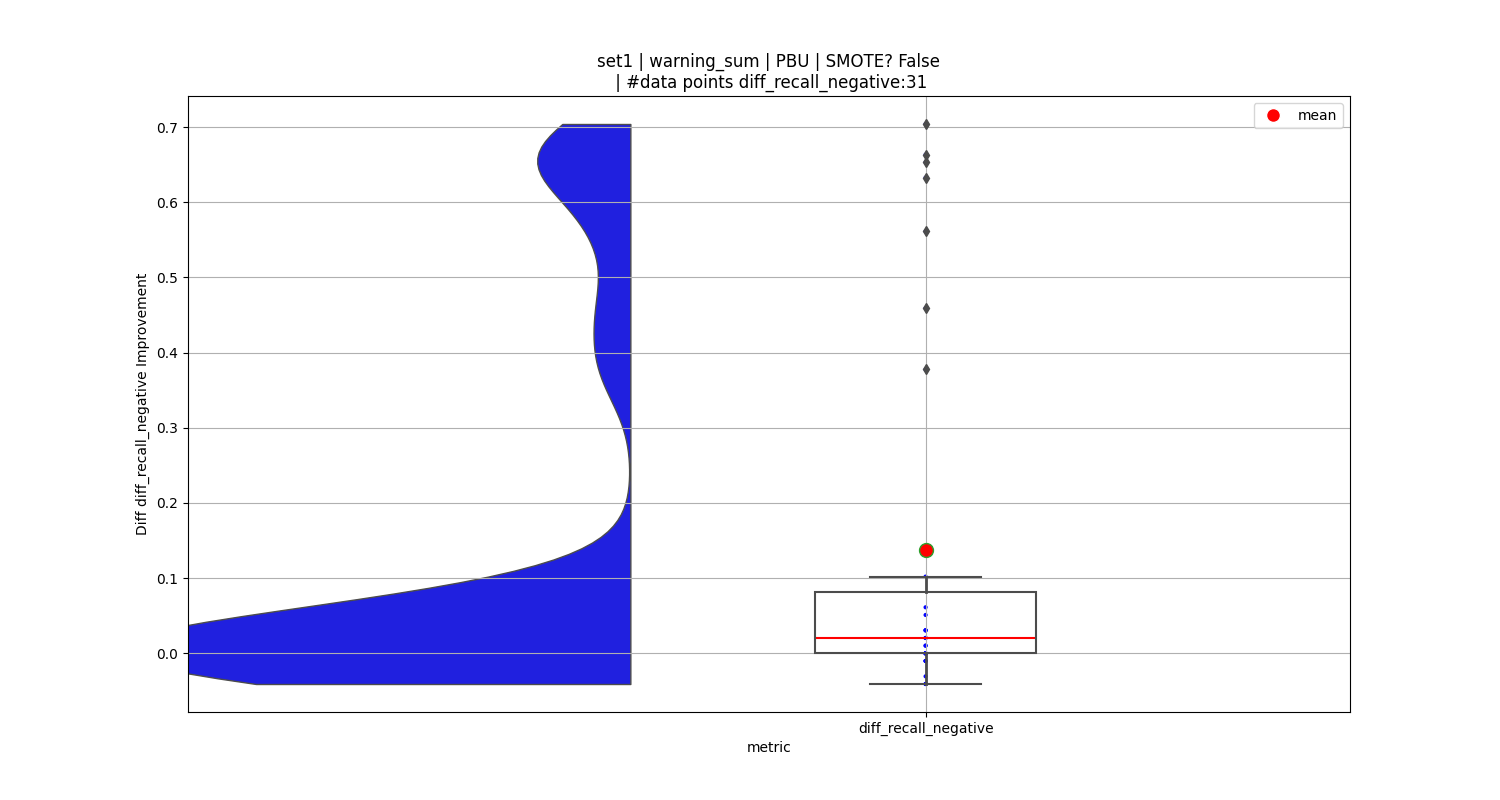 set1 | warning_sum | PBU | SMOTE? False
| #data points diff_recall_negative:31
mean
0.7
0.6
0.5
0.4
0.3
0.2
0.1
0.0
Diff diff_recall_negative Improvement
diff_recall_negative
metric